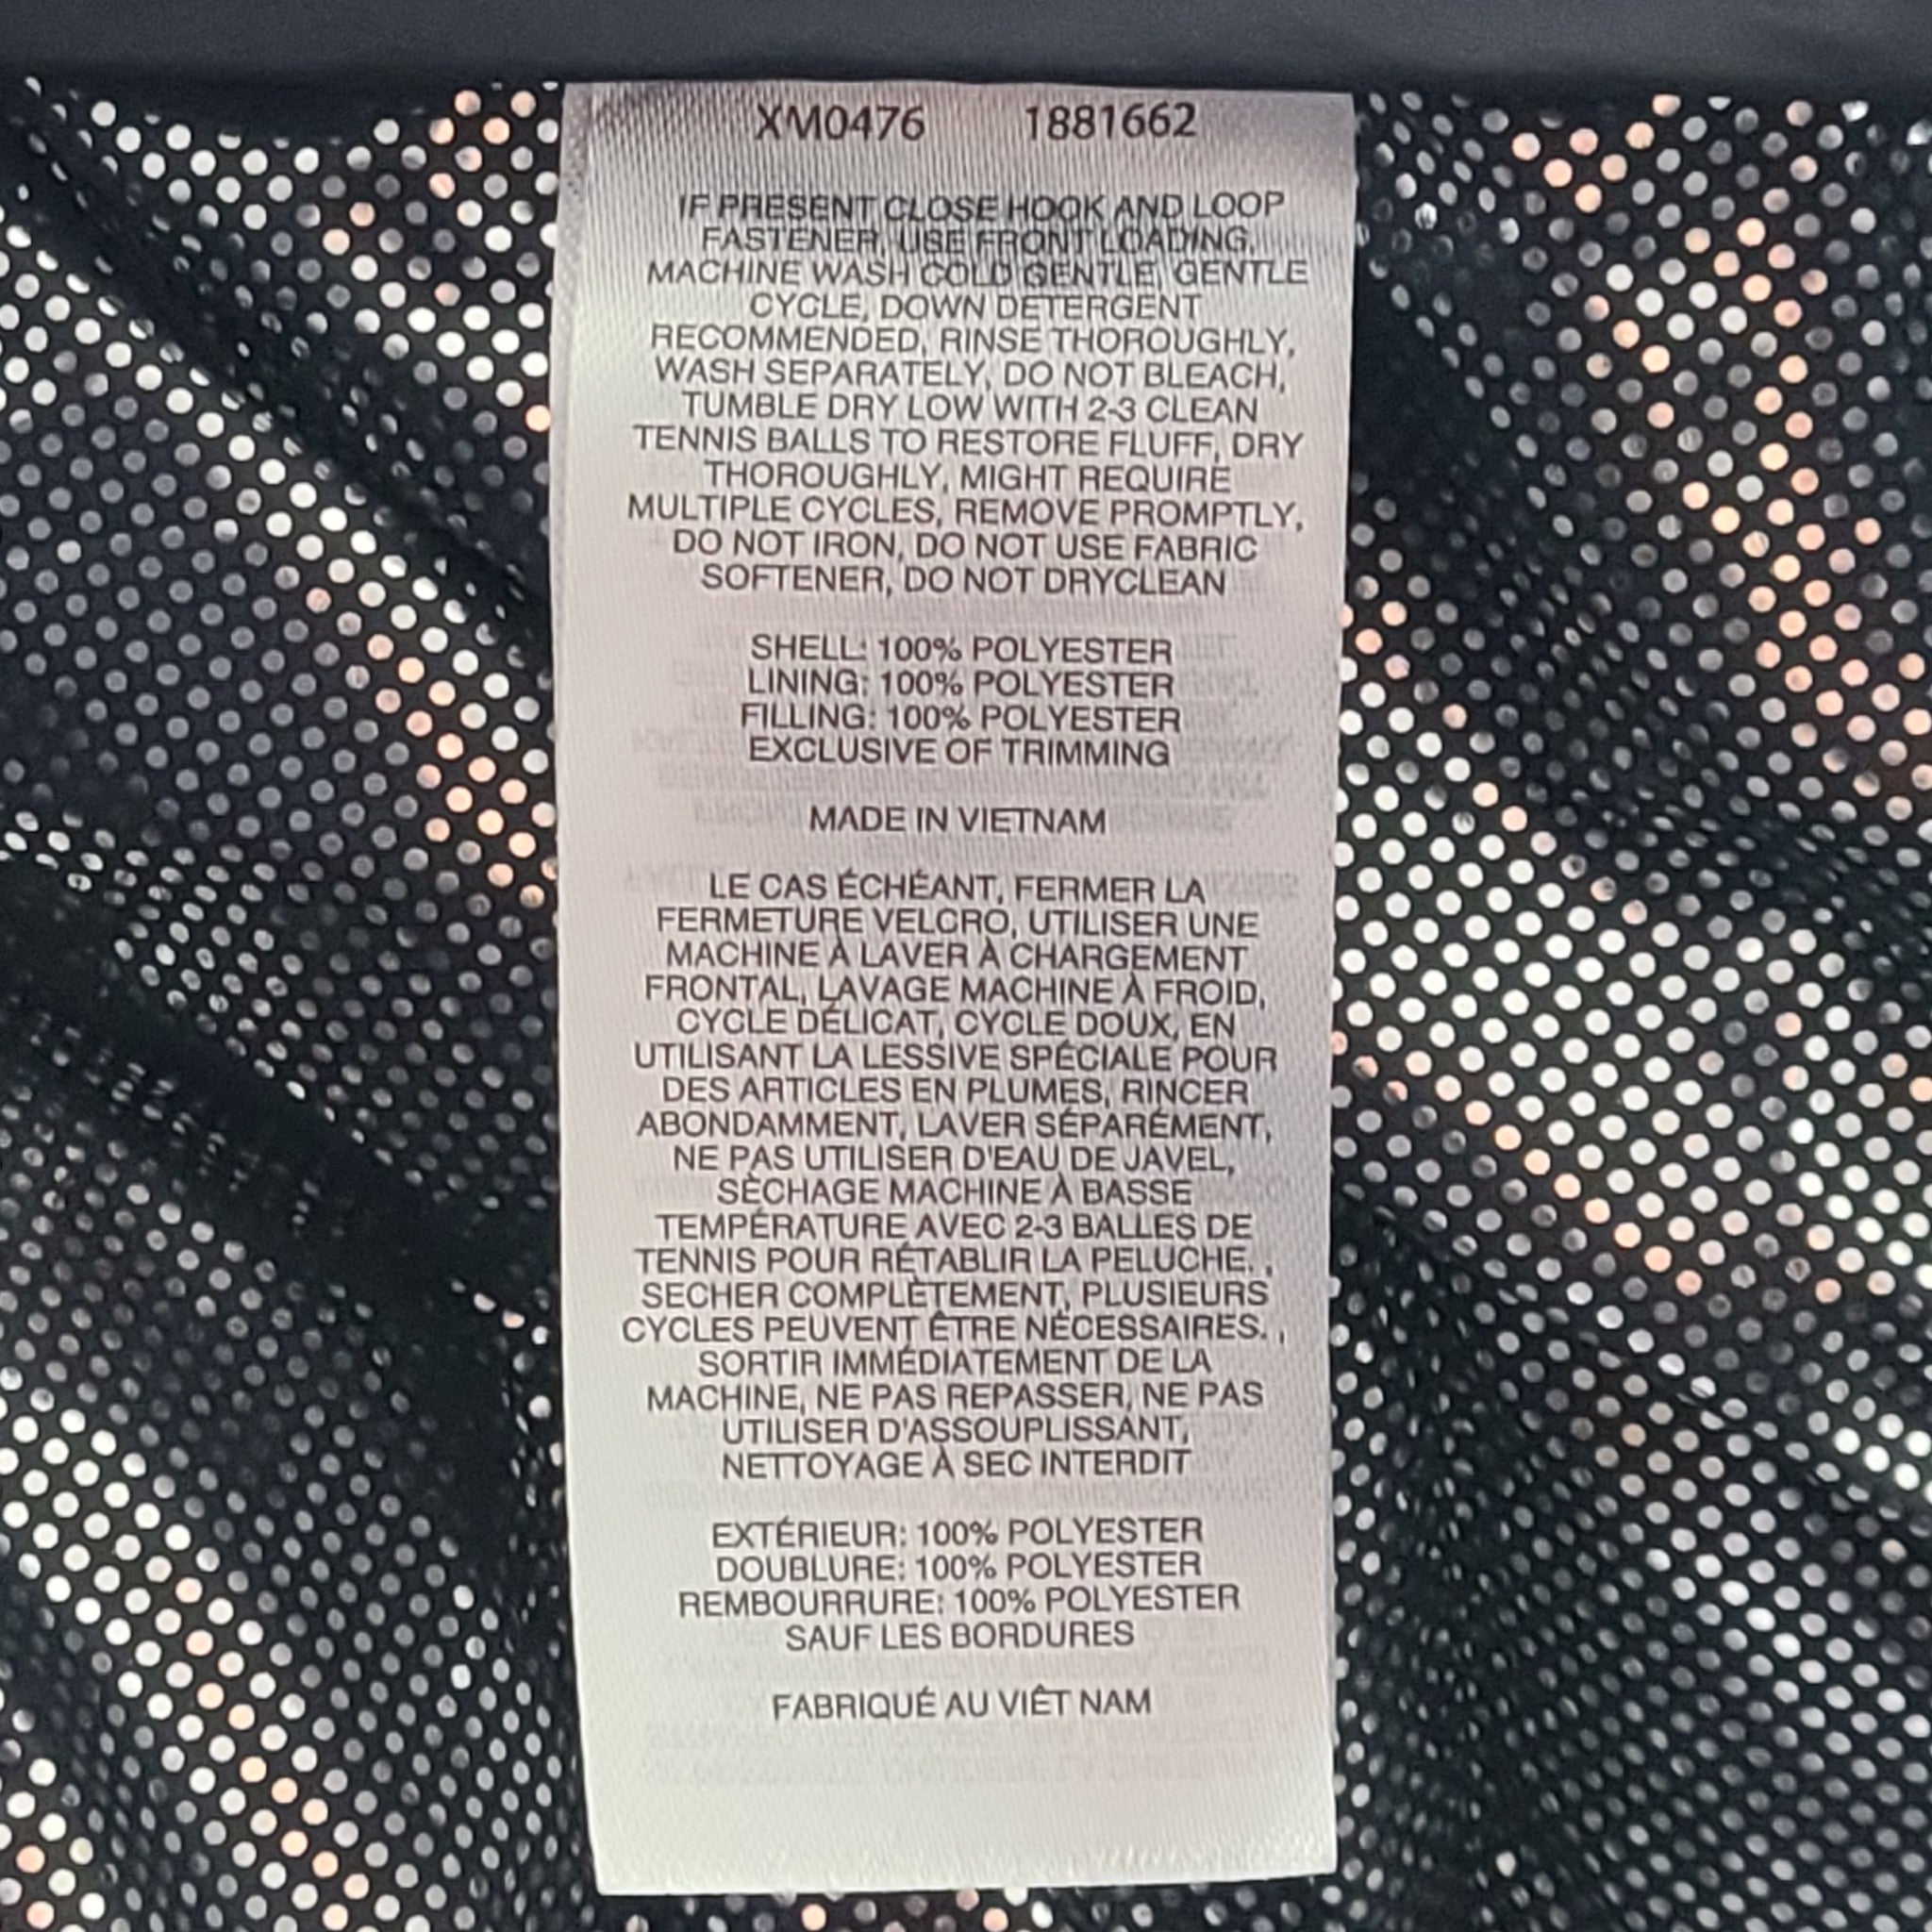 XM0476 1881662
IF PRESENT CLOSE HOOK AND LOOP
FASTENER, USE FRONT LOADING,
MACHINE WASH COLD GENTLE, GENTLE
CYCLE, DOWN DETERGENT
RECOMMENDED, RINSE THOROUGHLY,
WASH SEPARATELY, DO NOT BLEACH,
TUMBLE DRY LOW WITH 2-3 CLEAN
TENNIS BALLS TO RESTORE FLUFF, DRY
THOROUGHLY, MIGHT REQUIRE
MULTIPLE CYCLES, REMOVE PROMPTLY,
DO NOT IRON, DO NOT USE FABRIC
SOFTENER, DO NOT DRYCLEAN
SHELL: 100% POLYESTER
LINING: 100% POLYESTER
FILLING: 100% POLYESTER
EXCLUSIVE OF TRIMMING
MADE IN VIETNAM
LE CAS ÉCHÉANT, FERMER LA
FERMETURE VELCRO, UTILISER UNE
MACHINE À LAVER À CHARGEMENT
FRONTAL, LAVAGE MACHINE À FROID,
CYCLE DÉLICAT, CYCLE DOUX, EN
UTILISANT LA LESSIVE SPÉCIALE POUR
DES ARTICLES EN PLUMES, RINCER
ABONDAMMENT, LAVER SÉPARÉMENT,
NE PAS UTILISER D'EAU DE JAVEL,
SÉCHAGE MACHINE À BASSE
TEMPÉRATURE AVEC 2-3 BALLES DE
TENNIS POUR RÉTABLIR LA PELUCHE. ,
SECHER COMPLÈTEMENT, PLUSIEURS
CYCLES PEUVENT ÊTRE NÉCESSAIRES. ,
SORTIR IMMÉDIATEMENT DE LA
MACHINE, NE PAS REPASSER, NE PAS
UTILISER D'ASSOUPLISSANT,
NETTOYAGE À SEC INTERDIT
EXTÉRIEUR: 100% POLYESTER
DOUBLURE: 100% POLYESTER
REMBOURRURE: 100% POLYESTER
SAUF LES BORDURES
FABRIQUÉ AU VIÊT NAM